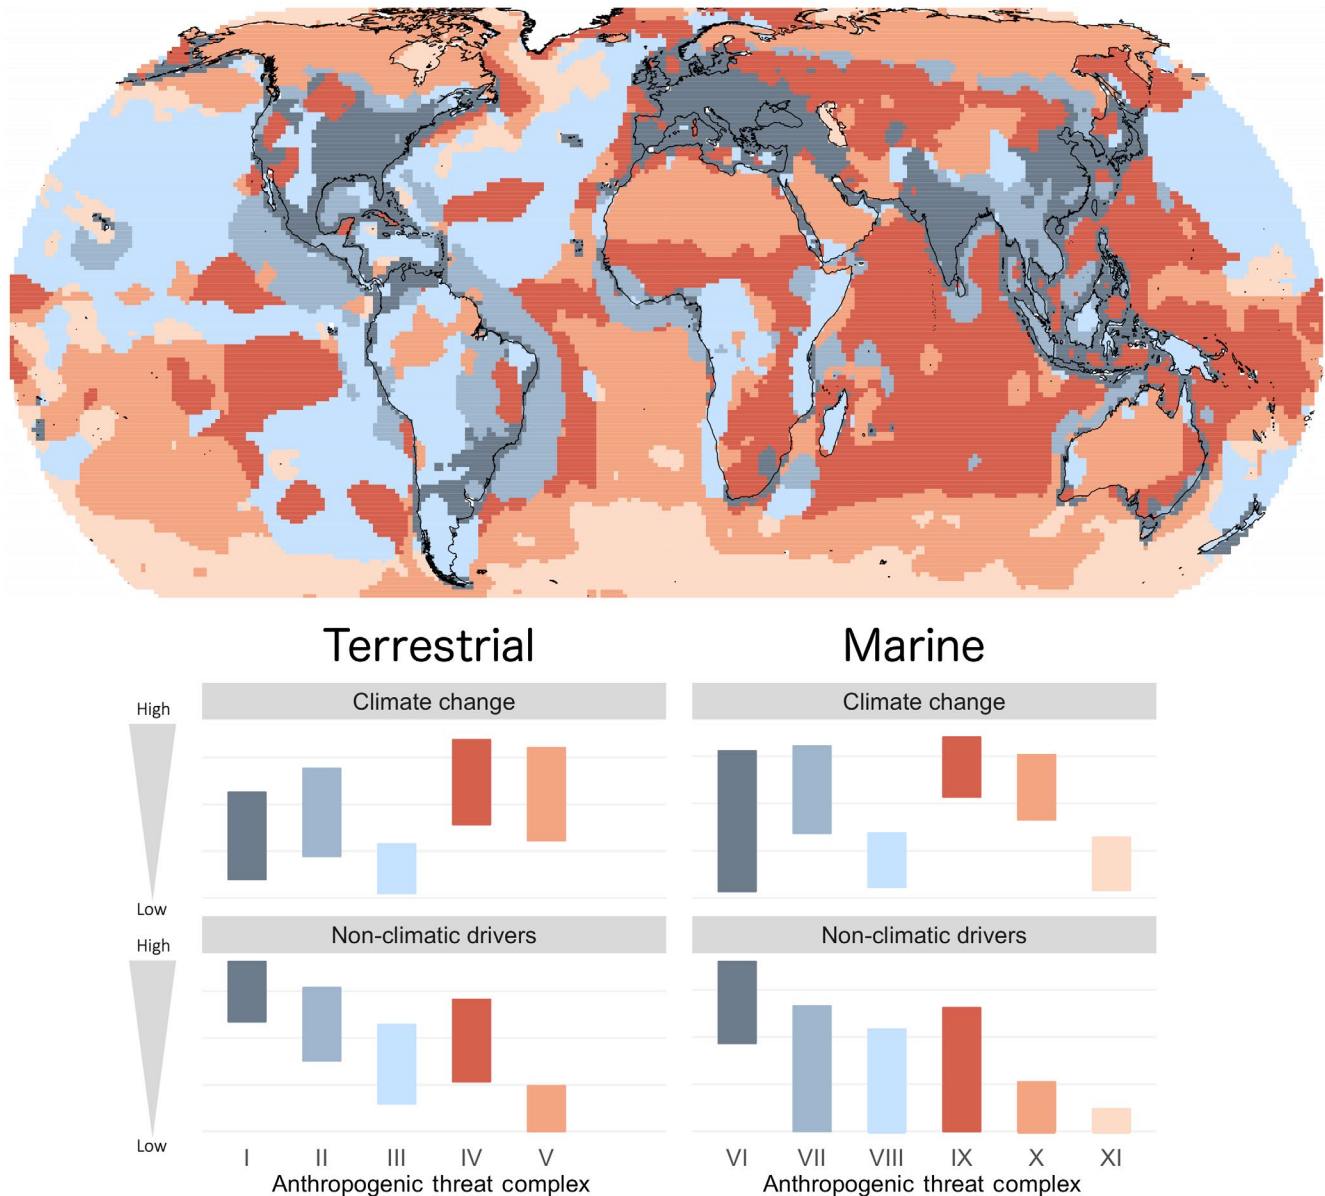 Terrestrial
Marine
Climate change
Climate change
High
Low
Non-climatic drivers
Non-climatic drivers
High
Low
I II III IV V
VI VII VIII IX X XI
Anthropogenic threat complex
Anthropogenic threat complex